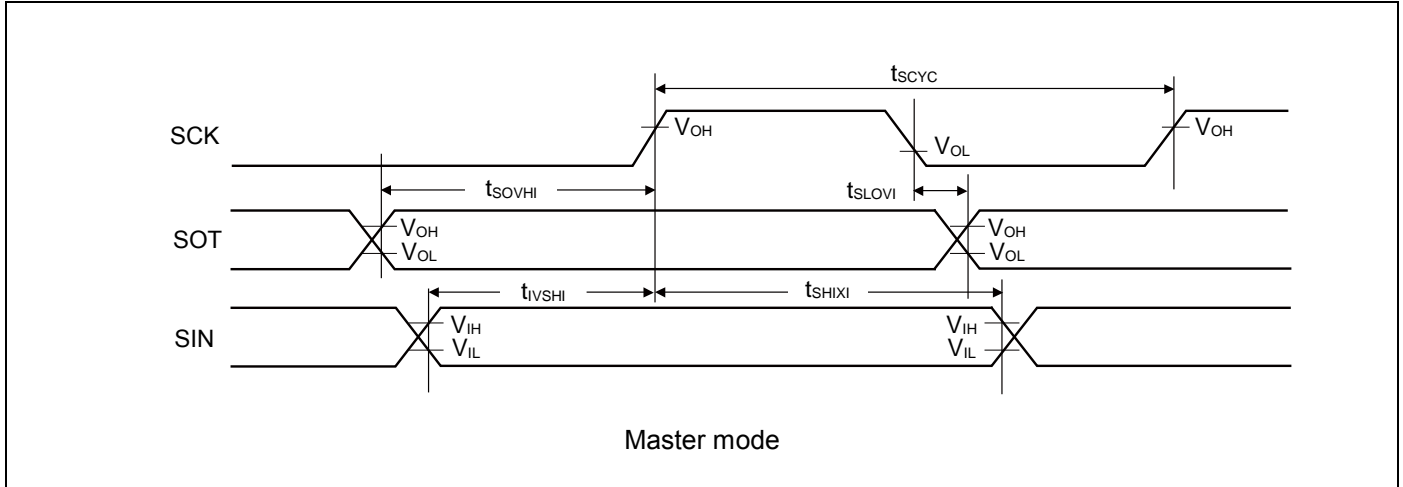 tSCYC
SCK
VOH
VOL
VOH
tSOVHI
tSLOVI
SOT
VOH
VOL
VOH
VOL
tIVSHI
tSHIXI
SIN
VIH
VIL
VIH
VIL
Master mode